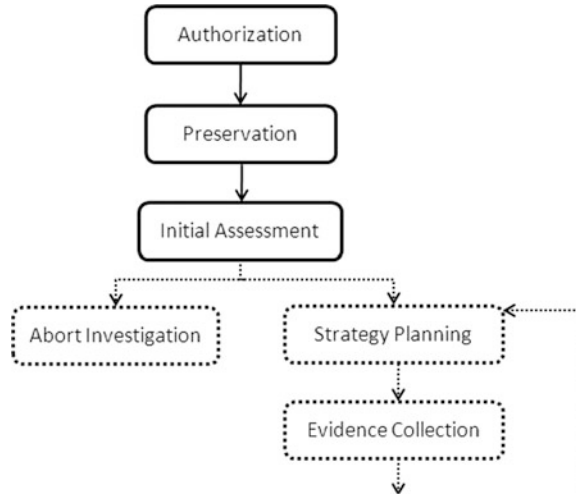 Authorization
Preservation
Initial Assessment
Abort Investigation
Strategy Planning
Evidence Collection